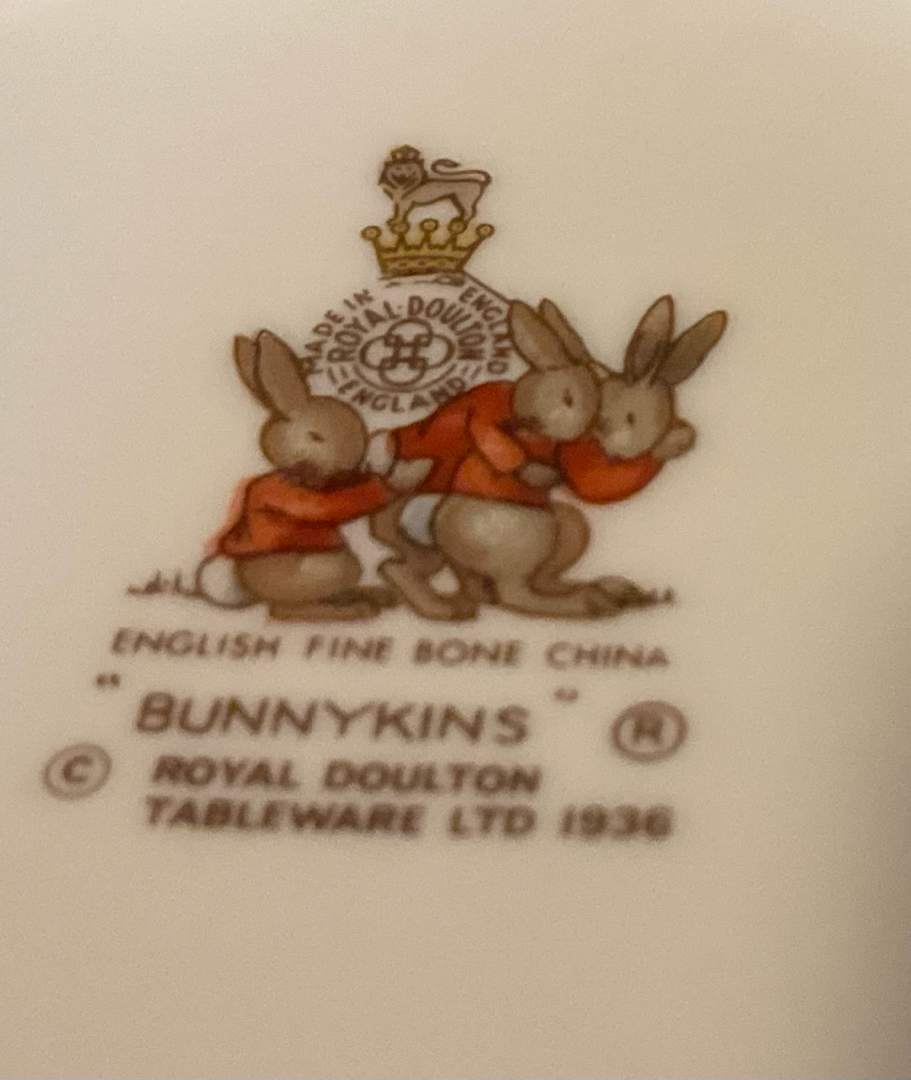 MADE IN ENGLAND
ROYAL·DOULTON
ENGLAND
ENGLISH FINE BONE CHINA
"BUNNYKINS" ®
© ROYAL DOULTON
TABLEWARE LTD 1936